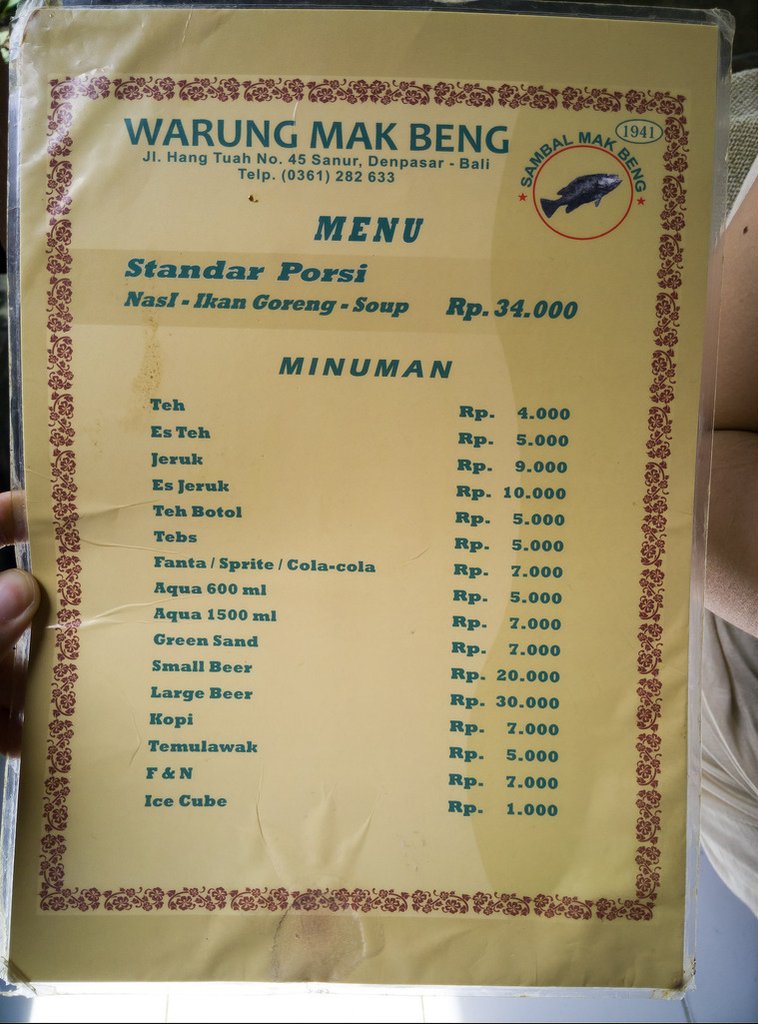 WARUNG MAK BENG
Jl. Hang Tuah No. 45 Sanur, Denpasar - Bali
Telp. (0361) 282 633
1941
SAMBAL MAK BENG
MENU
Standar Porsi
NasI - Ikan Goreng - Soup Rp. 34.000
MINUMAN
Teh Rp. 4.000
Es Teh Rp. 5.000
Jeruk Rp. 9.000
Es Jeruk Rp. 10.000
Teh Botol Rp. 5.000
Tebs Rp. 5.000
Fanta / Sprite / Cola-cola Rp. 7.000
Aqua 600 ml Rp. 5.000
Aqua 1500 ml Rp. 7.000
Green Sand Rp. 7.000
Small Beer Rp. 20.000
Large Beer Rp. 30.000
Kopi Rp. 7.000
Temulawak Rp. 5.000
F & N Rp. 7.000
Ice Cube Rp. 1.000